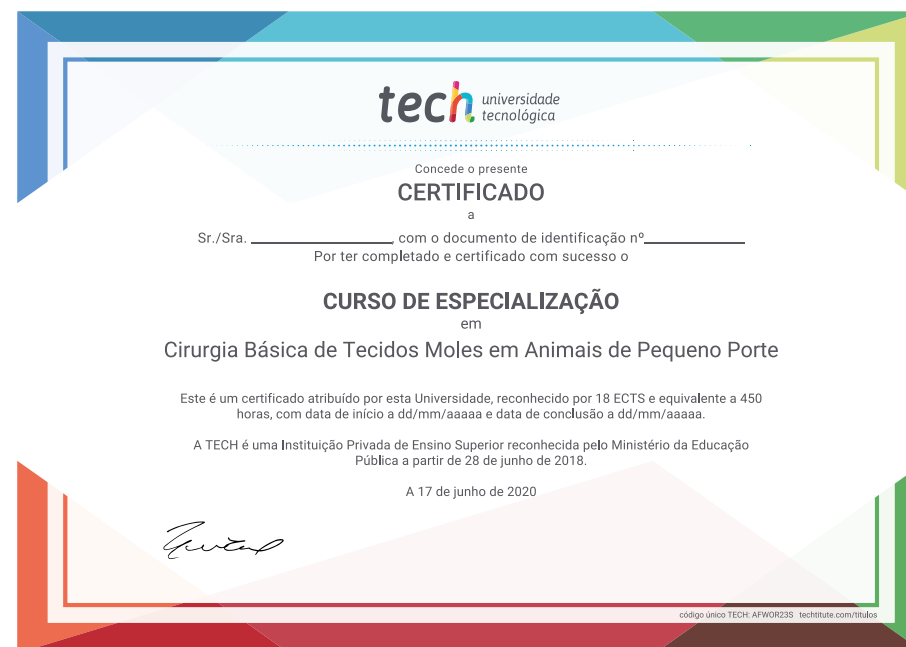 tech universidade
tecnológica
Concede o presente
CERTIFICADO
a
Sr./Sra. ____________________, com o documento de identificação nº______________
Por ter completado e certificado com sucesso o
CURSO DE ESPECIALIZAÇÃO
em
Cirurgia Básica de Tecidos Moles em Animais de Pequeno Porte
Este é um certificado atribuído por esta Universidade, reconhecido por 18 ECTS e equivalente a 450
horas, com data de início a dd/mm/aaaaa e data de conclusão a dd/mm/aaaaa.
A TECH é uma Instituição Privada de Ensino Superior reconhecida pelo Ministério da Educação
Pública a partir de 28 de junho de 2018.
A 17 de junho de 2020
código único TECH: AFWOR23S techtitute.com/titulos